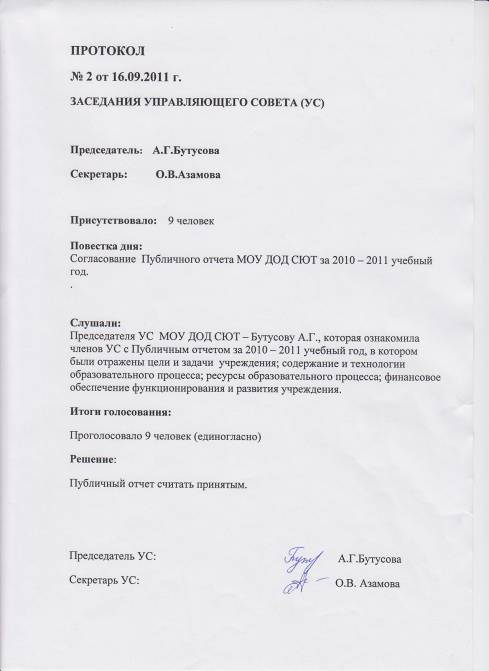 ПРОТОКОЛ
№ 2 от 16.09.2011 г.
ЗАСЕДАНИЯ УПРАВЛЯЮЩЕГО СОВЕТА (УС)
Председатель: А.Г.Бутусова
Секретарь: О.В.Азамова
Присутствовало: 9 человек
Повестка дня:
Согласование Публичного отчета МОУ ДОД СЮТ за 2010 – 2011 учебный
год.
.
Слушали:
Председателя УС МОУ ДОД СЮТ – Бутусову А.Г., которая ознакомила
членов УС с Публичным отчетом за 2010 – 2011 учебный год, в котором
были отражены цели и задачи учреждения; содержание и технологии
образовательного процесса; ресурсы образовательного процесса; финансовое
обеспечение функционирования и развития учреждения.
Итоги голосования:
Проголосовало 9 человек (единогласно)
Решение:
Публичный отчет считать принятым.
Председатель УС: А.Г.Бутусова
Секретарь УС: О.В. Азамова